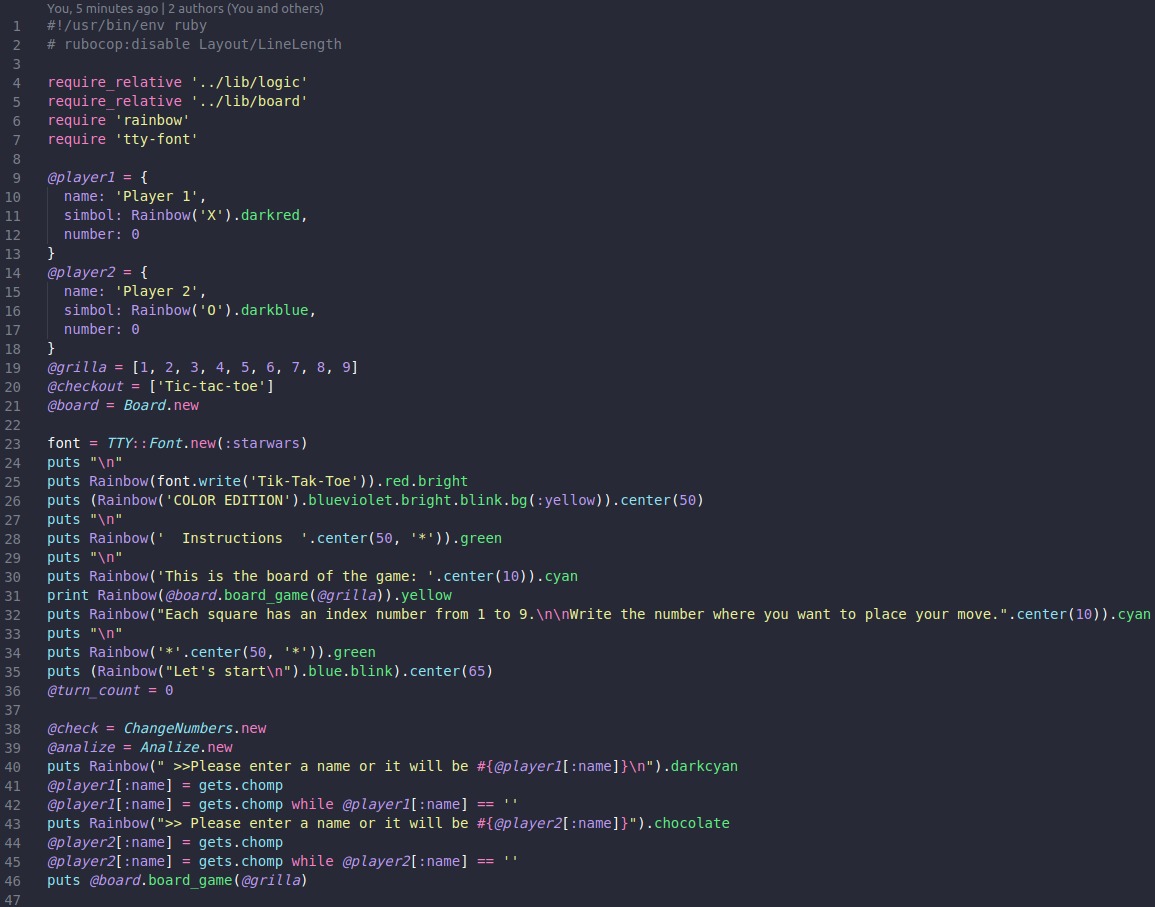 You, 5 minutes ago | 2 authors (You and others)
1 #!/usr/bin/env ruby
2 # rubocop:disable Layout/LineLength
3
4 require_relative '../lib/logic'
5 require_relative '../lib/board'
6 require 'rainbow'
7 require 'tty-font'
8
9 @player1 = {
10   name: 'Player 1',
11   simbol: Rainbow('X').darkred,
12   number: 0
13 }
14 @player2 = {
15   name: 'Player 2',
16   simbol: Rainbow('O').darkblue,
17   number: 0
18 }
19 @grilla = [1, 2, 3, 4, 5, 6, 7, 8, 9]
20 @checkout = ['Tic-tac-toe']
21 @board = Board.new
22
23 font = TTY::Font.new(:starwars)
24 puts "\n"
25 puts Rainbow(font.write('Tik-Tak-Toe')).red.bright
26 puts (Rainbow('COLOR EDITION').blueviolet.bright.blink.bg(:yellow)).center(50)
27 puts "\n"
28 puts Rainbow('  Instructions  '.center(50, '*')).green
29 puts "\n"
30 puts Rainbow('This is the board of the game: '.center(10)).cyan
31 print Rainbow(@board.board_game(@grilla)).yellow
32 puts Rainbow("Each square has an index number from 1 to 9.\n\nWrite the number where you want to place your move.".center(10)).cyan
33 puts "\n"
34 puts Rainbow('*'.center(50, '*')).green
35 puts (Rainbow("Let's start\n").blue.blink).center(65)
36 @turn_count = 0
37
38 @check = ChangeNumbers.new
39 @analize = Analize.new
40 puts Rainbow(" >>Please enter a name or it will be #{@player1[:name]}\n").darkcyan
41 @player1[:name] = gets.chomp
42 @player1[:name] = gets.chomp while @player1[:name] == ''
43 puts Rainbow(">> Please enter a name or it will be #{@player2[:name]}").chocolate
44 @player2[:name] = gets.chomp
45 @player2[:name] = gets.chomp while @player2[:name] == ''
46 puts @board.board_game(@grilla)
47